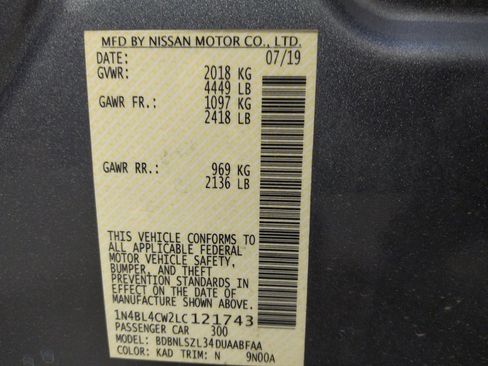 MFD BY NISSAN MOTOR CO., LTD.
DATE: 07/19
GVWR: 2018 KG
4449 LB
GAWR FR.: 1097 KG
2418 LB
GAWR RR.: 969 KG
2136 LB
THIS VEHICLE CONFORMS TO
ALL APPLICABLE FEDERAL
MOTOR VEHICLE SAFETY,
BUMPER, AND THEFT
PREVENTION STANDARDS IN
EFFECT ON THE DATE OF
MANUFACTURE SHOWN ABOVE.
1N4BL4CW2LC121743
PASSENGER CAR 300
MODEL: BDBNLSZL34DUAABFAA
COLOR: KAD TRIM: N 9N00A